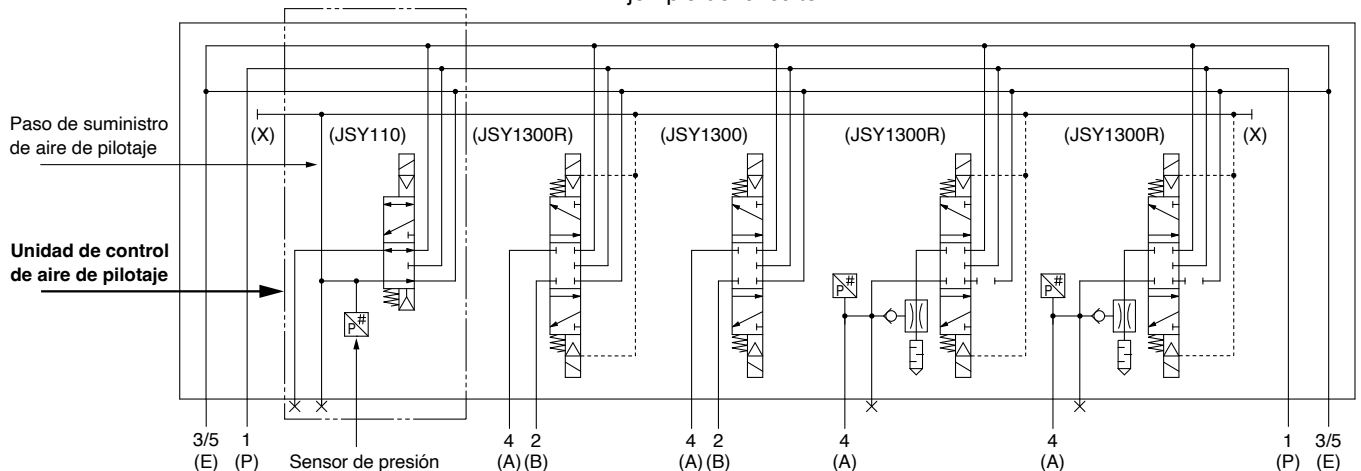 (X)
(JSY110)
(JSY1300R)
(JSY1300)
(JSY1300R)
(JSY1300R)
(X)
Paso de suministro
de aire de pilotaje
Unidad de control
de aire de pilotaje
P#
P#
P#
3/5
(E)
1
(P)
Sensor de presión
4
(A)
2
(B)
4
(A)
2
(B)
4
(A)
4
(A)
1
(P)
3/5
(E)